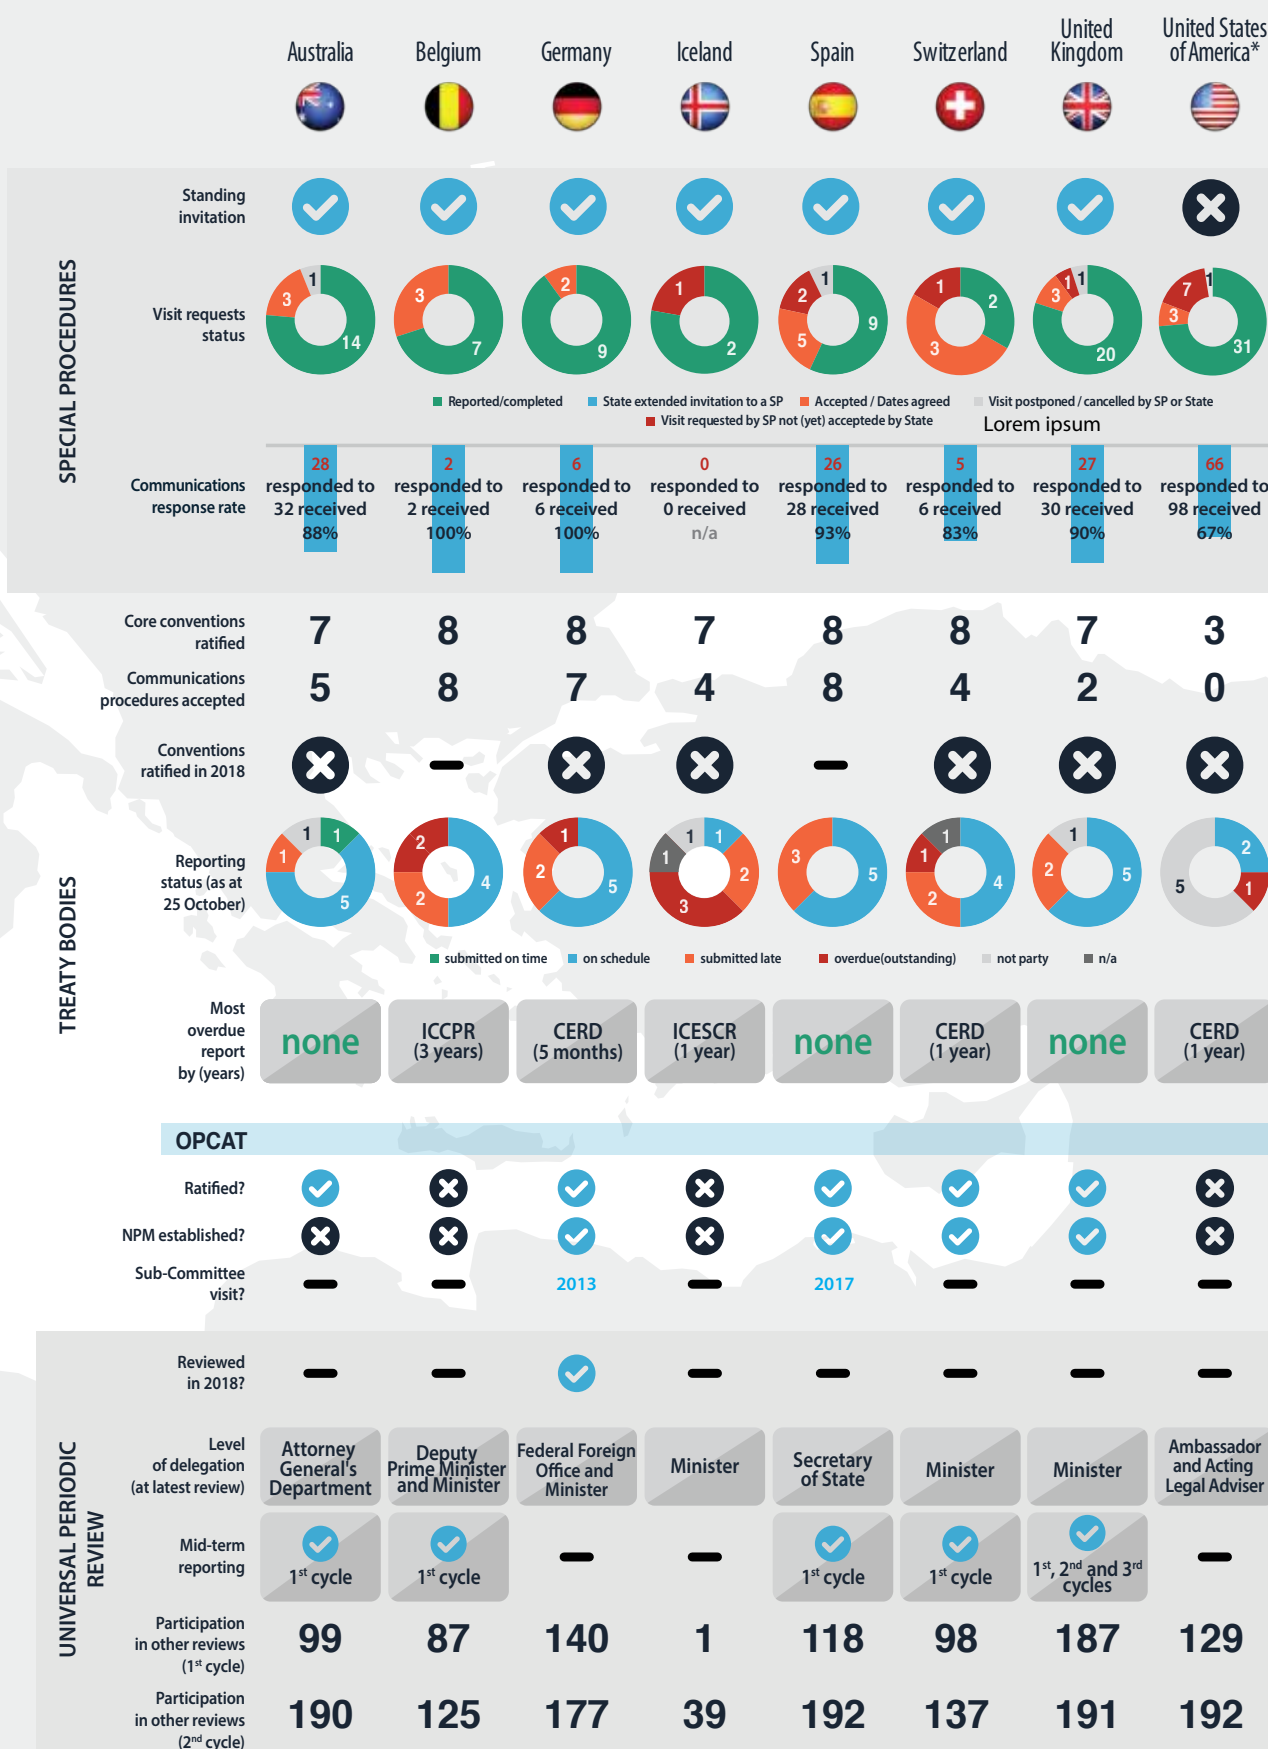 Australia Belgium Germany Iceland Spain Switzerland United Kingdom United States of America*
SPECIAL PROCEDURES
Standing
invitation
Visit requests
status
1 3 14
3 7
2 9
1 2
1 2 5 9
1 2 3
1 1 3 20
1 7 3 31
Reported/completed State extended invitation to a SP Accepted / Dates agreed Visit postponed / cancelled by SP or State
Visit requested by SP not (yet) acceptede by State
Lorem ipsum
Communications
response rate
28 2 6 0 26 5 27 66
responded to responded to responded to responded to responded to responded to responded to responded to
32 received 2 received 6 received 0 received 28 received 6 received 30 received 98 received
88% 100% 100% n/a 93% 83% 90% 67%
TREATY BODIES
Core conventions
ratified
7 8 8 7 8 8 7 3
Communications
procedures accepted
5 8 7 4 8 4 2 0
Conventions
ratified in 2018
Reporting
status (as at
25 October)
1 1 1 5
2 2 4
1 2 5
1 1 1 2 3
3 5
1 1 2 4
1 2 5
2 5 1
submitted on time on schedule submitted late overdue(outstanding) not party n/a
Most
overdue
report
by (years)
none
ICCPR
(3 years)
CERD
(5 months)
ICESCR
(1 year)
none
CERD
(1 year)
none
CERD
(1 year)
OPCAT
Ratified?
NPM established?
Sub-Committee
visit?
2013 2017
UNIVERSAL PERIODIC
REVIEW
Reviewed
in 2018?
Level
of delegation
(at latest review)
Attorney
General's
Department
Deputy
Prime Minister
and Minister
Federal Foreign
Office and
Minister
Minister
Secretary
of State
Minister
Minister
Ambassador
and Acting
Legal Adviser
Mid-term
reporting
1st cycle
1st cycle
1st cycle
1st cycle
1st, 2nd and 3rd
cycles
Participation
in other reviews
(1st cycle)
99 87 140 1 118 98 187 129
Participation
in other reviews
(2nd cycle)
190 125 177 39 192 137 191 192